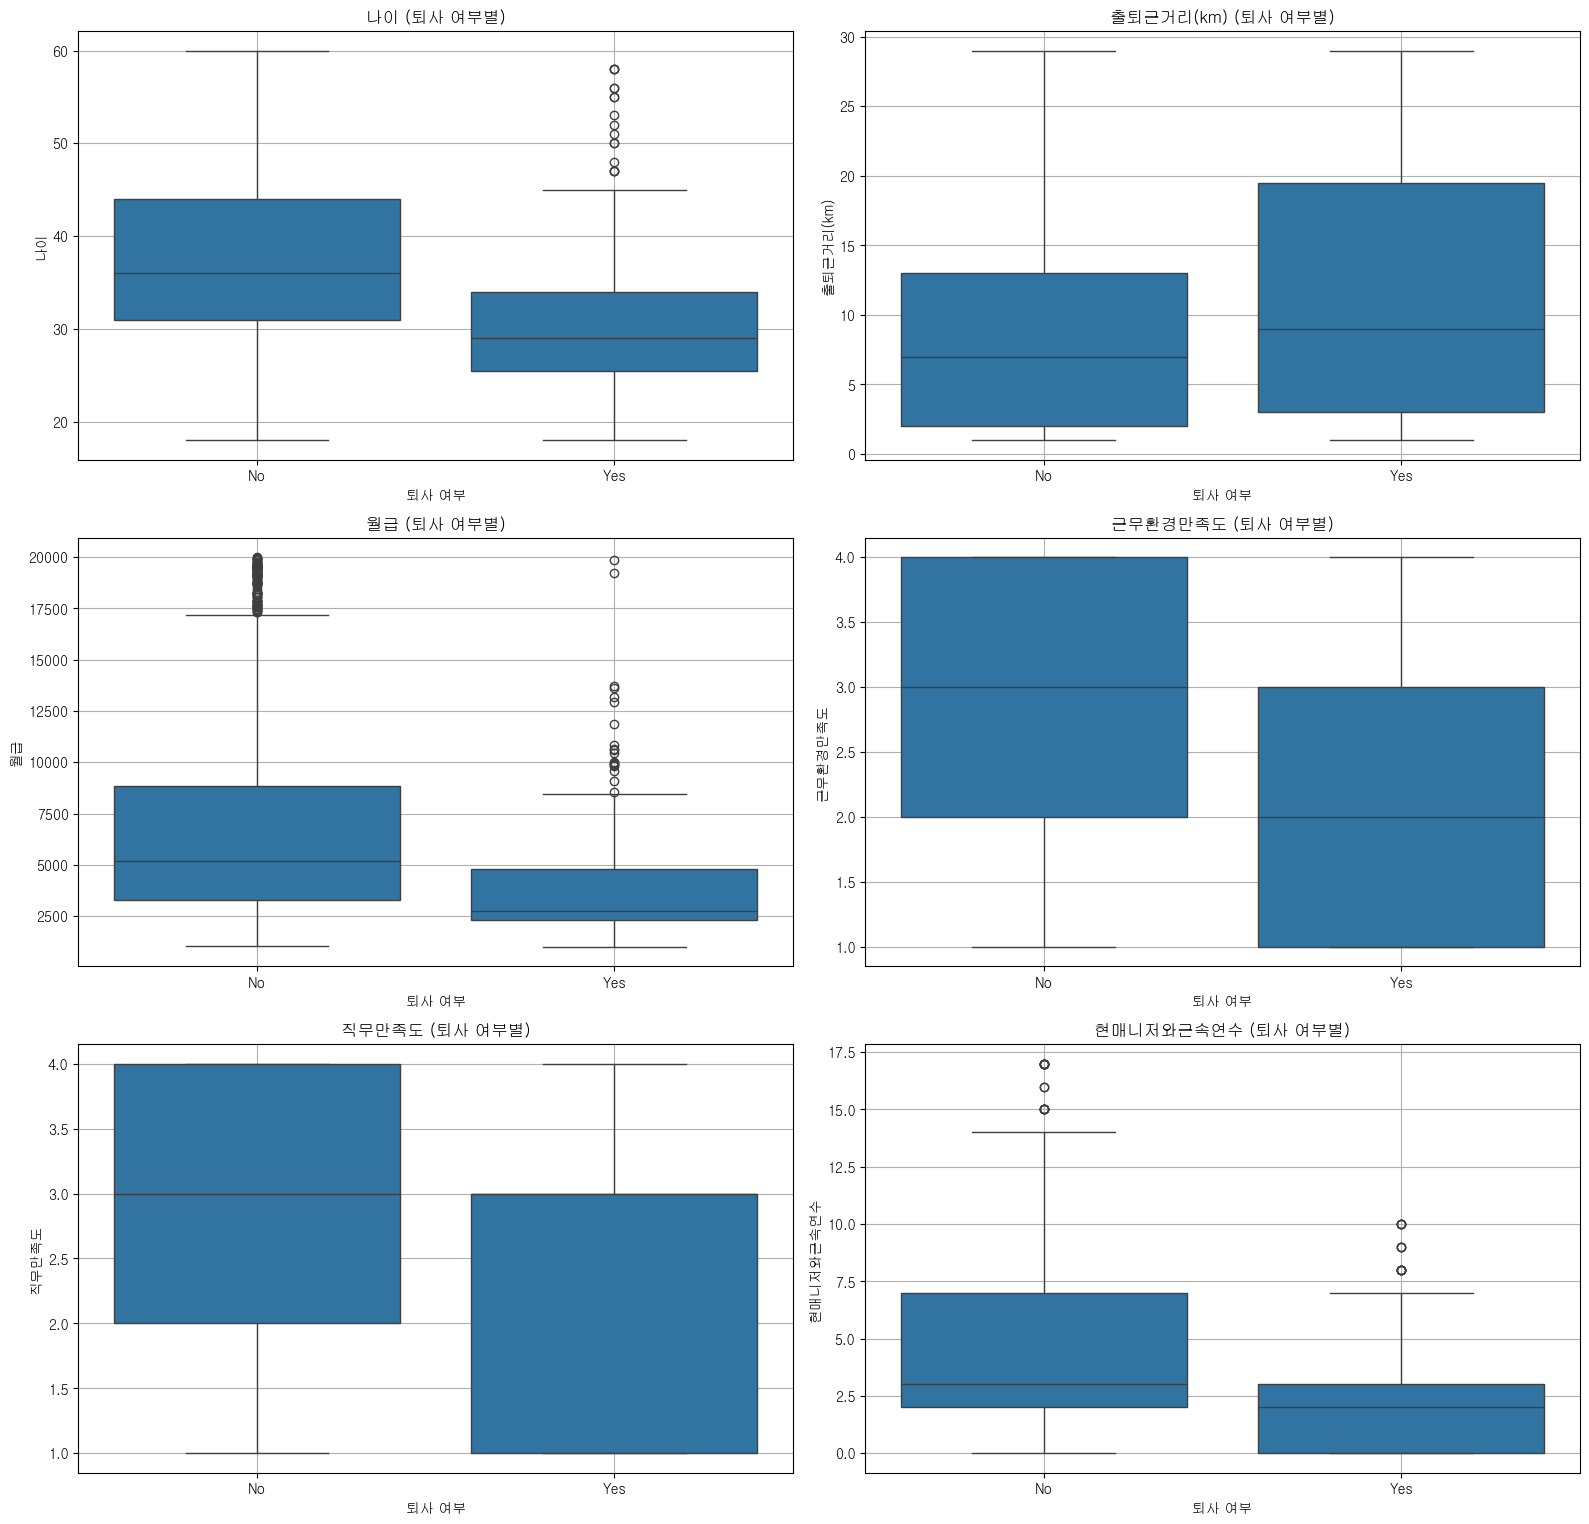 나이 (퇴사 여부별)
60
50
40
30
20
나이
No
Yes
퇴사 여부
출퇴근거리(km) (퇴사 여부별)
30
25
20
15
10
5
0
출퇴근거리(km)
No
Yes
퇴사 여부
월급 (퇴사 여부별)
20000
17500
15000
12500
10000
7500
5000
2500
월급
No
Yes
퇴사 여부
근무환경만족도 (퇴사 여부별)
4.0
3.5
3.0
2.5
2.0
1.5
1.0
근무환경만족도
No
Yes
퇴사 여부
직무만족도 (퇴사 여부별)
4.0
3.5
3.0
2.5
2.0
1.5
1.0
직무만족도
No
Yes
퇴사 여부
현매니저와근속연수 (퇴사 여부별)
17.5
15.0
12.5
10.0
7.5
5.0
2.5
0.0
현매니저와근속연수
No
Yes
퇴사 여부